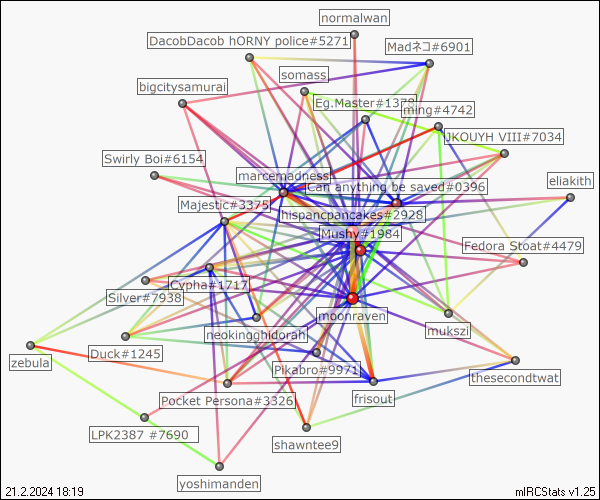 normalwan
DacobDacob hORNY police#5271
Madネコ#6901
somass
bigcitysamurai
Eg.Master#1378
ming#4742
JKOUYH VIII#7034
Swirly Boi#6154
marcemadness
Can anything be saved#0396
eliakith
Majestic#3375
hispancpancakes#2928
Mushy#1984
Fedora Stoat#4479
Cypha#1717
Silver#7938
moonraven
neokingghidorah
mukszi
Duck#1245
zebula
Pikabro#9971
thesecondtwat
Pocket Persona#3326
frisout
LPK2387 #7690
shawntee9
yoshimanden
21.2.2024 18:19
mIRCStats v1.25